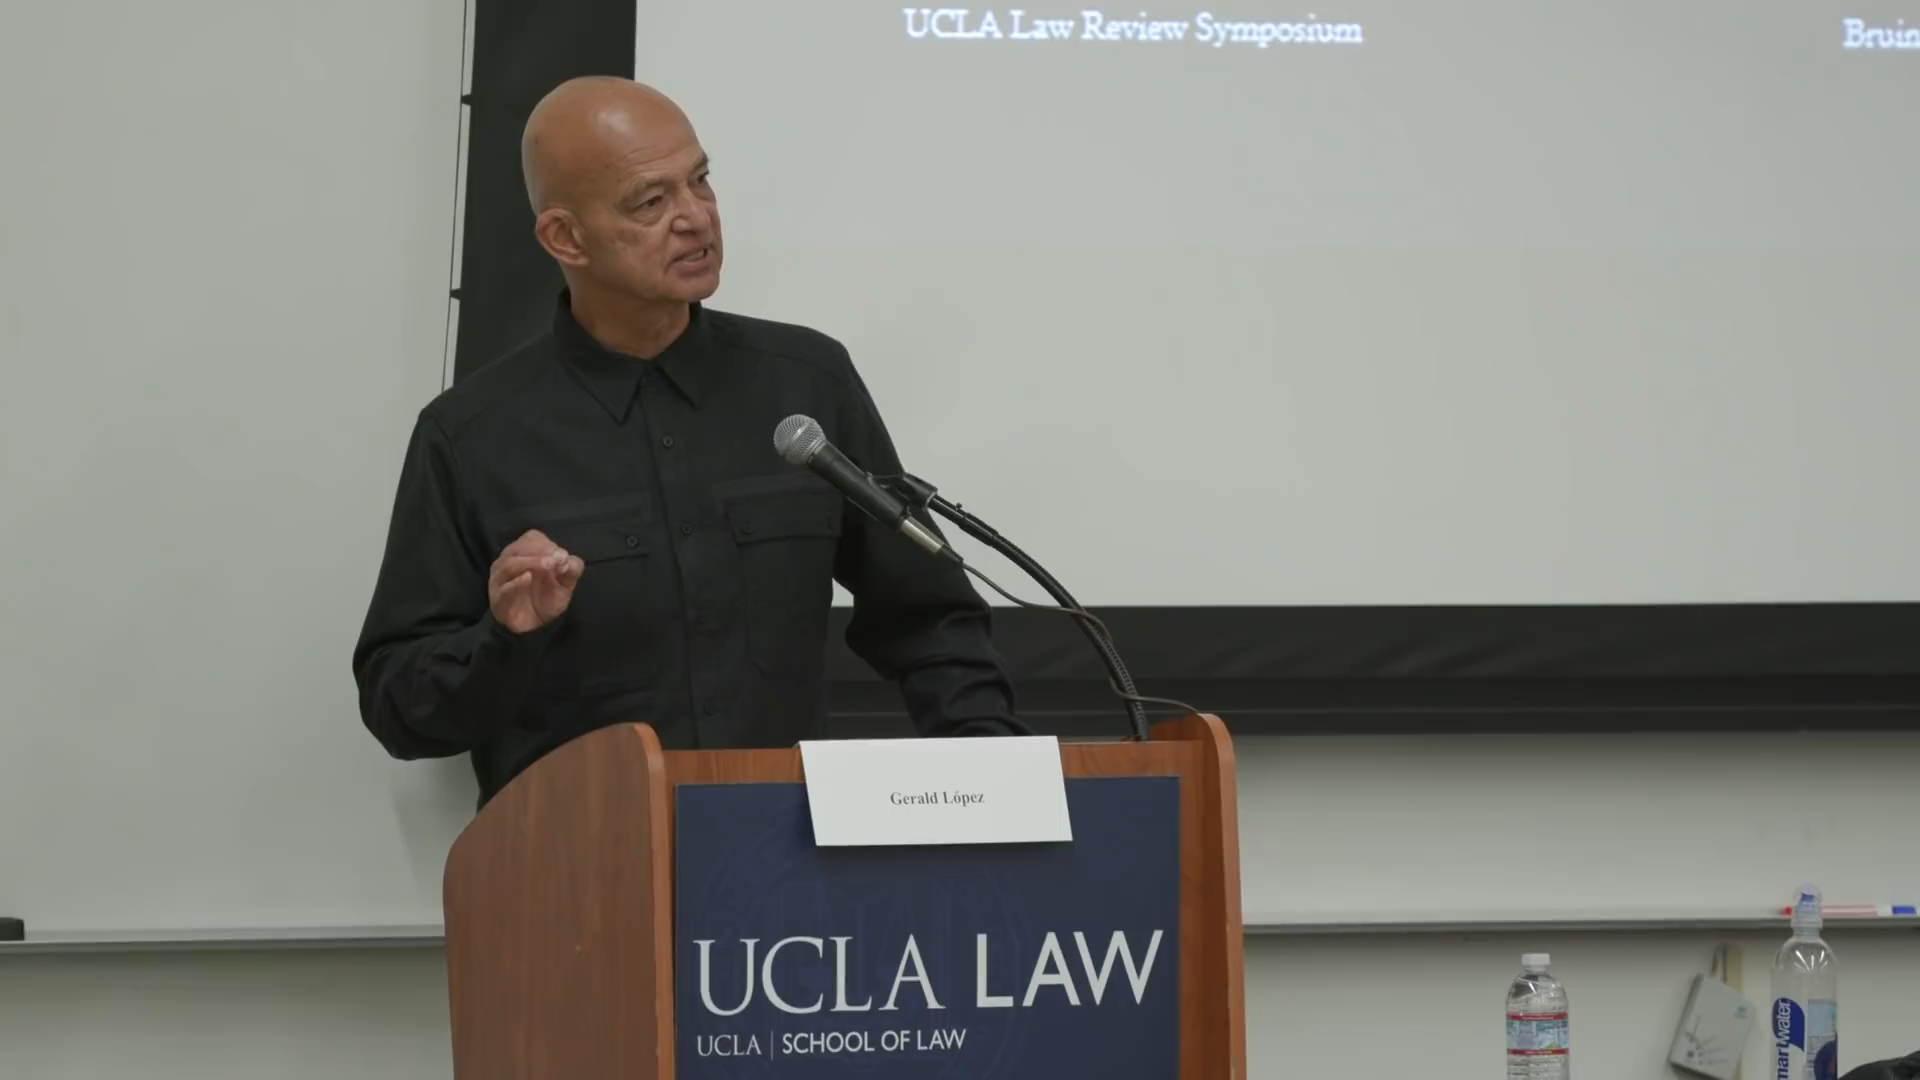 UCLA Law Review Symposium
Bruin
Gerald López
UCLA LAW
UCLA | SCHOOL OF LAW
smartwater